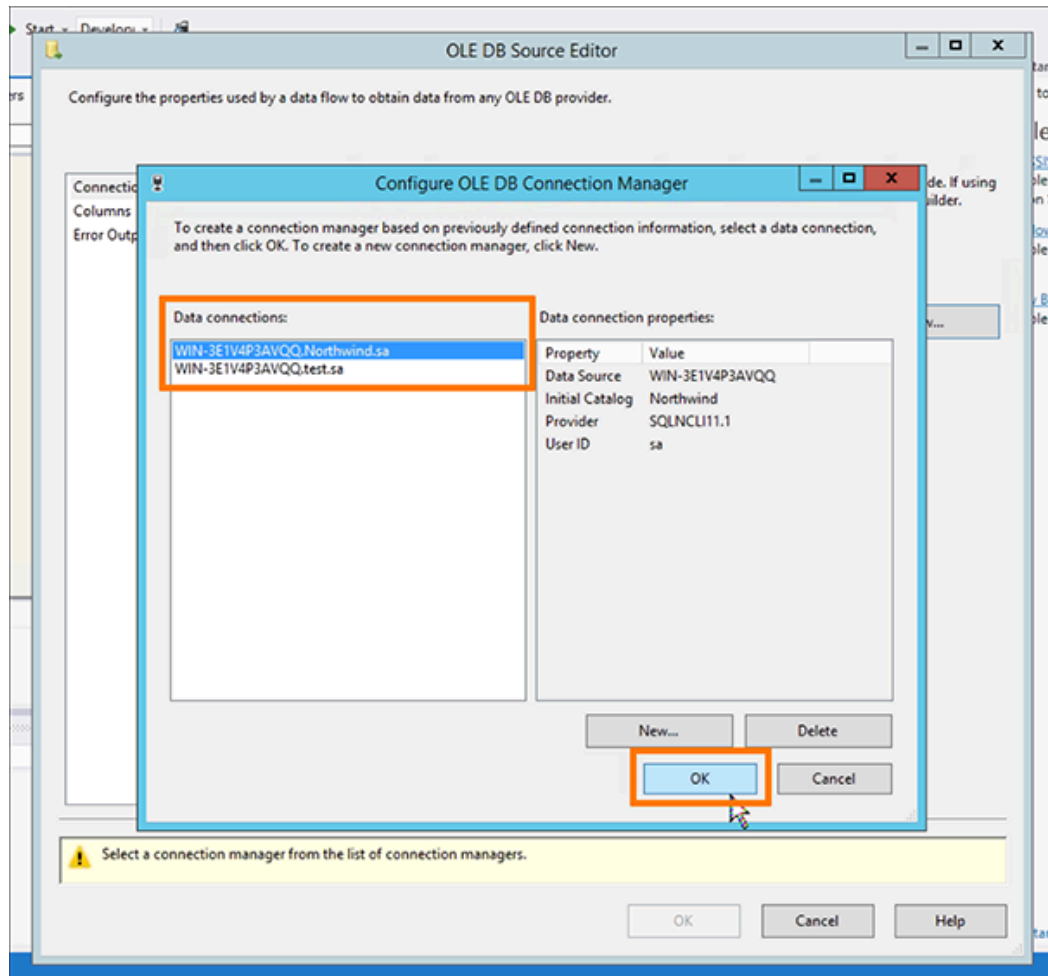 Start
OLE DB Source Editor
Configure the properties used by a data flow to obtain data from any OLE DB provider.
Configure OLE DB Connection Manager
de. If using
Columns
To create a connection manager based on previously defined connection information, select a data connection,
and then click OK. To create a new connection manager, click New.
Data connections:
WIN-3E1V4P3AVQQ.Northwind.sa
WIN-3E1V4P3AVQQ.test.sa
Data connection properties:
Property Value
Data Source WIN-3E1V4P3AVQQ
Initial Catalog Northwind
Provider SQLNCLI11.1
User ID sa
New... Delete
OK Cancel
Select a connection manager from the list of connection managers.
OK Cancel Help